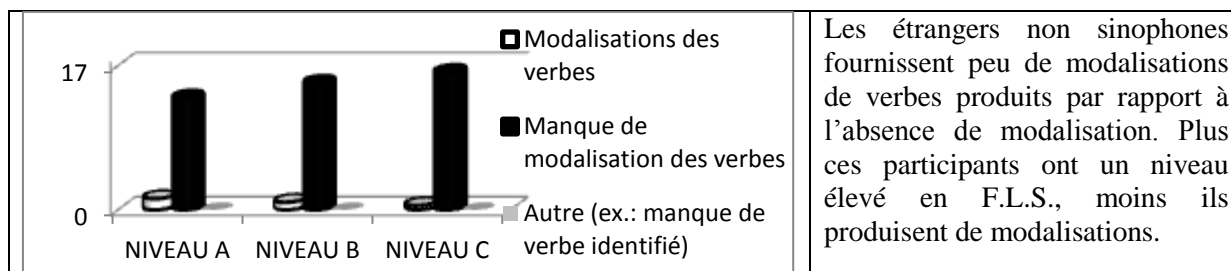 17
0
NIVEAU A NIVEAU B NIVEAU C
Modalisations des
verbes
Manque de
modalisation des verbes
Autre (ex.: manque de
verbe identifié)
Les étrangers non sinophones
fournissent peu de modalisations
de verbes produits par rapport à
l’absence de modalisation. Plus
ces participants ont un niveau
élevé en F.L.S., moins ils
produisent de modalisations.